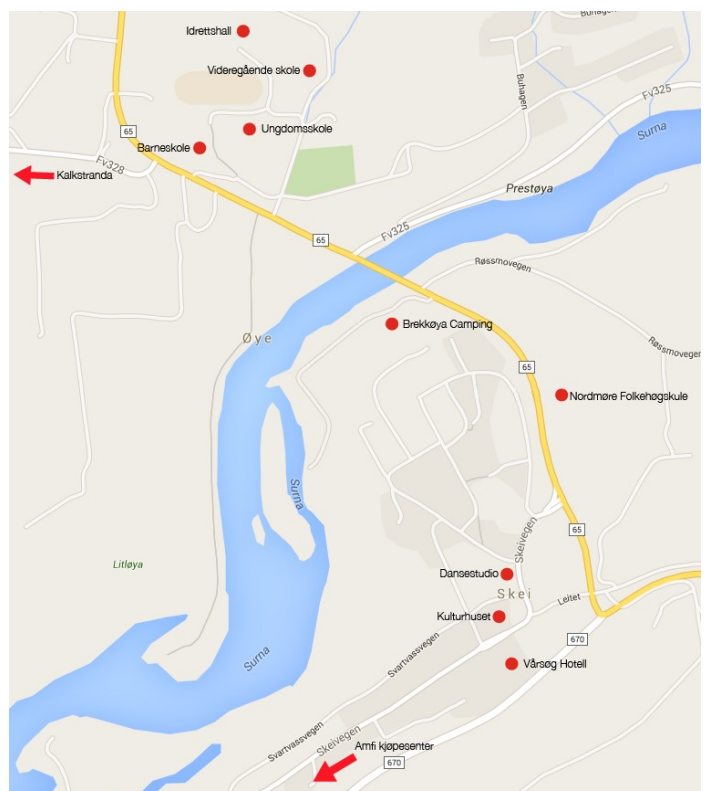 Buhagen
Idrettshall
Videregående skole
Buhagen
Fv325
65
Ungdomsskole
Surna
Barneskole
Fv328
Kalkstranda
Prestøya
Fv325
65
Røssmovegen
Brekkøya Camping
Øye
Røssmovegen
65
Nordmøre Folkehøgskule
Surna
Skeivegen
65
Litløya
Dansestudio
Skei
Leitet
Kulturhuset
670
Surna
Svartvassvegen
Vårsøg Hotell
Svartvassvegen
Skeivegen
Amfi kjøpesenter
670